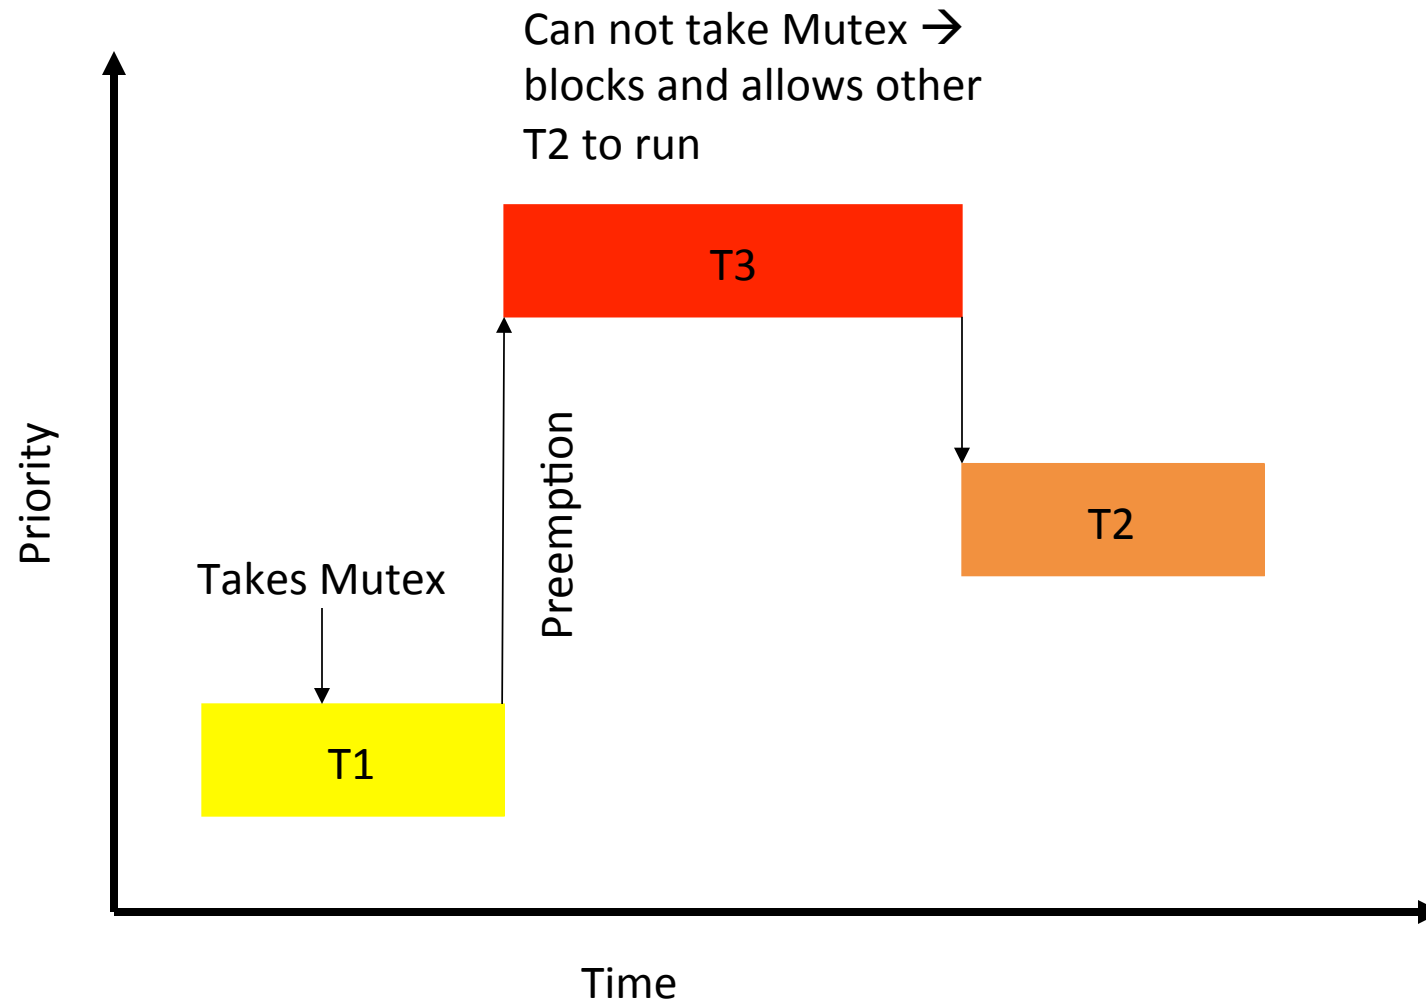 Can not take Mutex →
blocks and allows other
T2 to run
T3
Priority
Preemption
T2
Takes Mutex
T1
Time